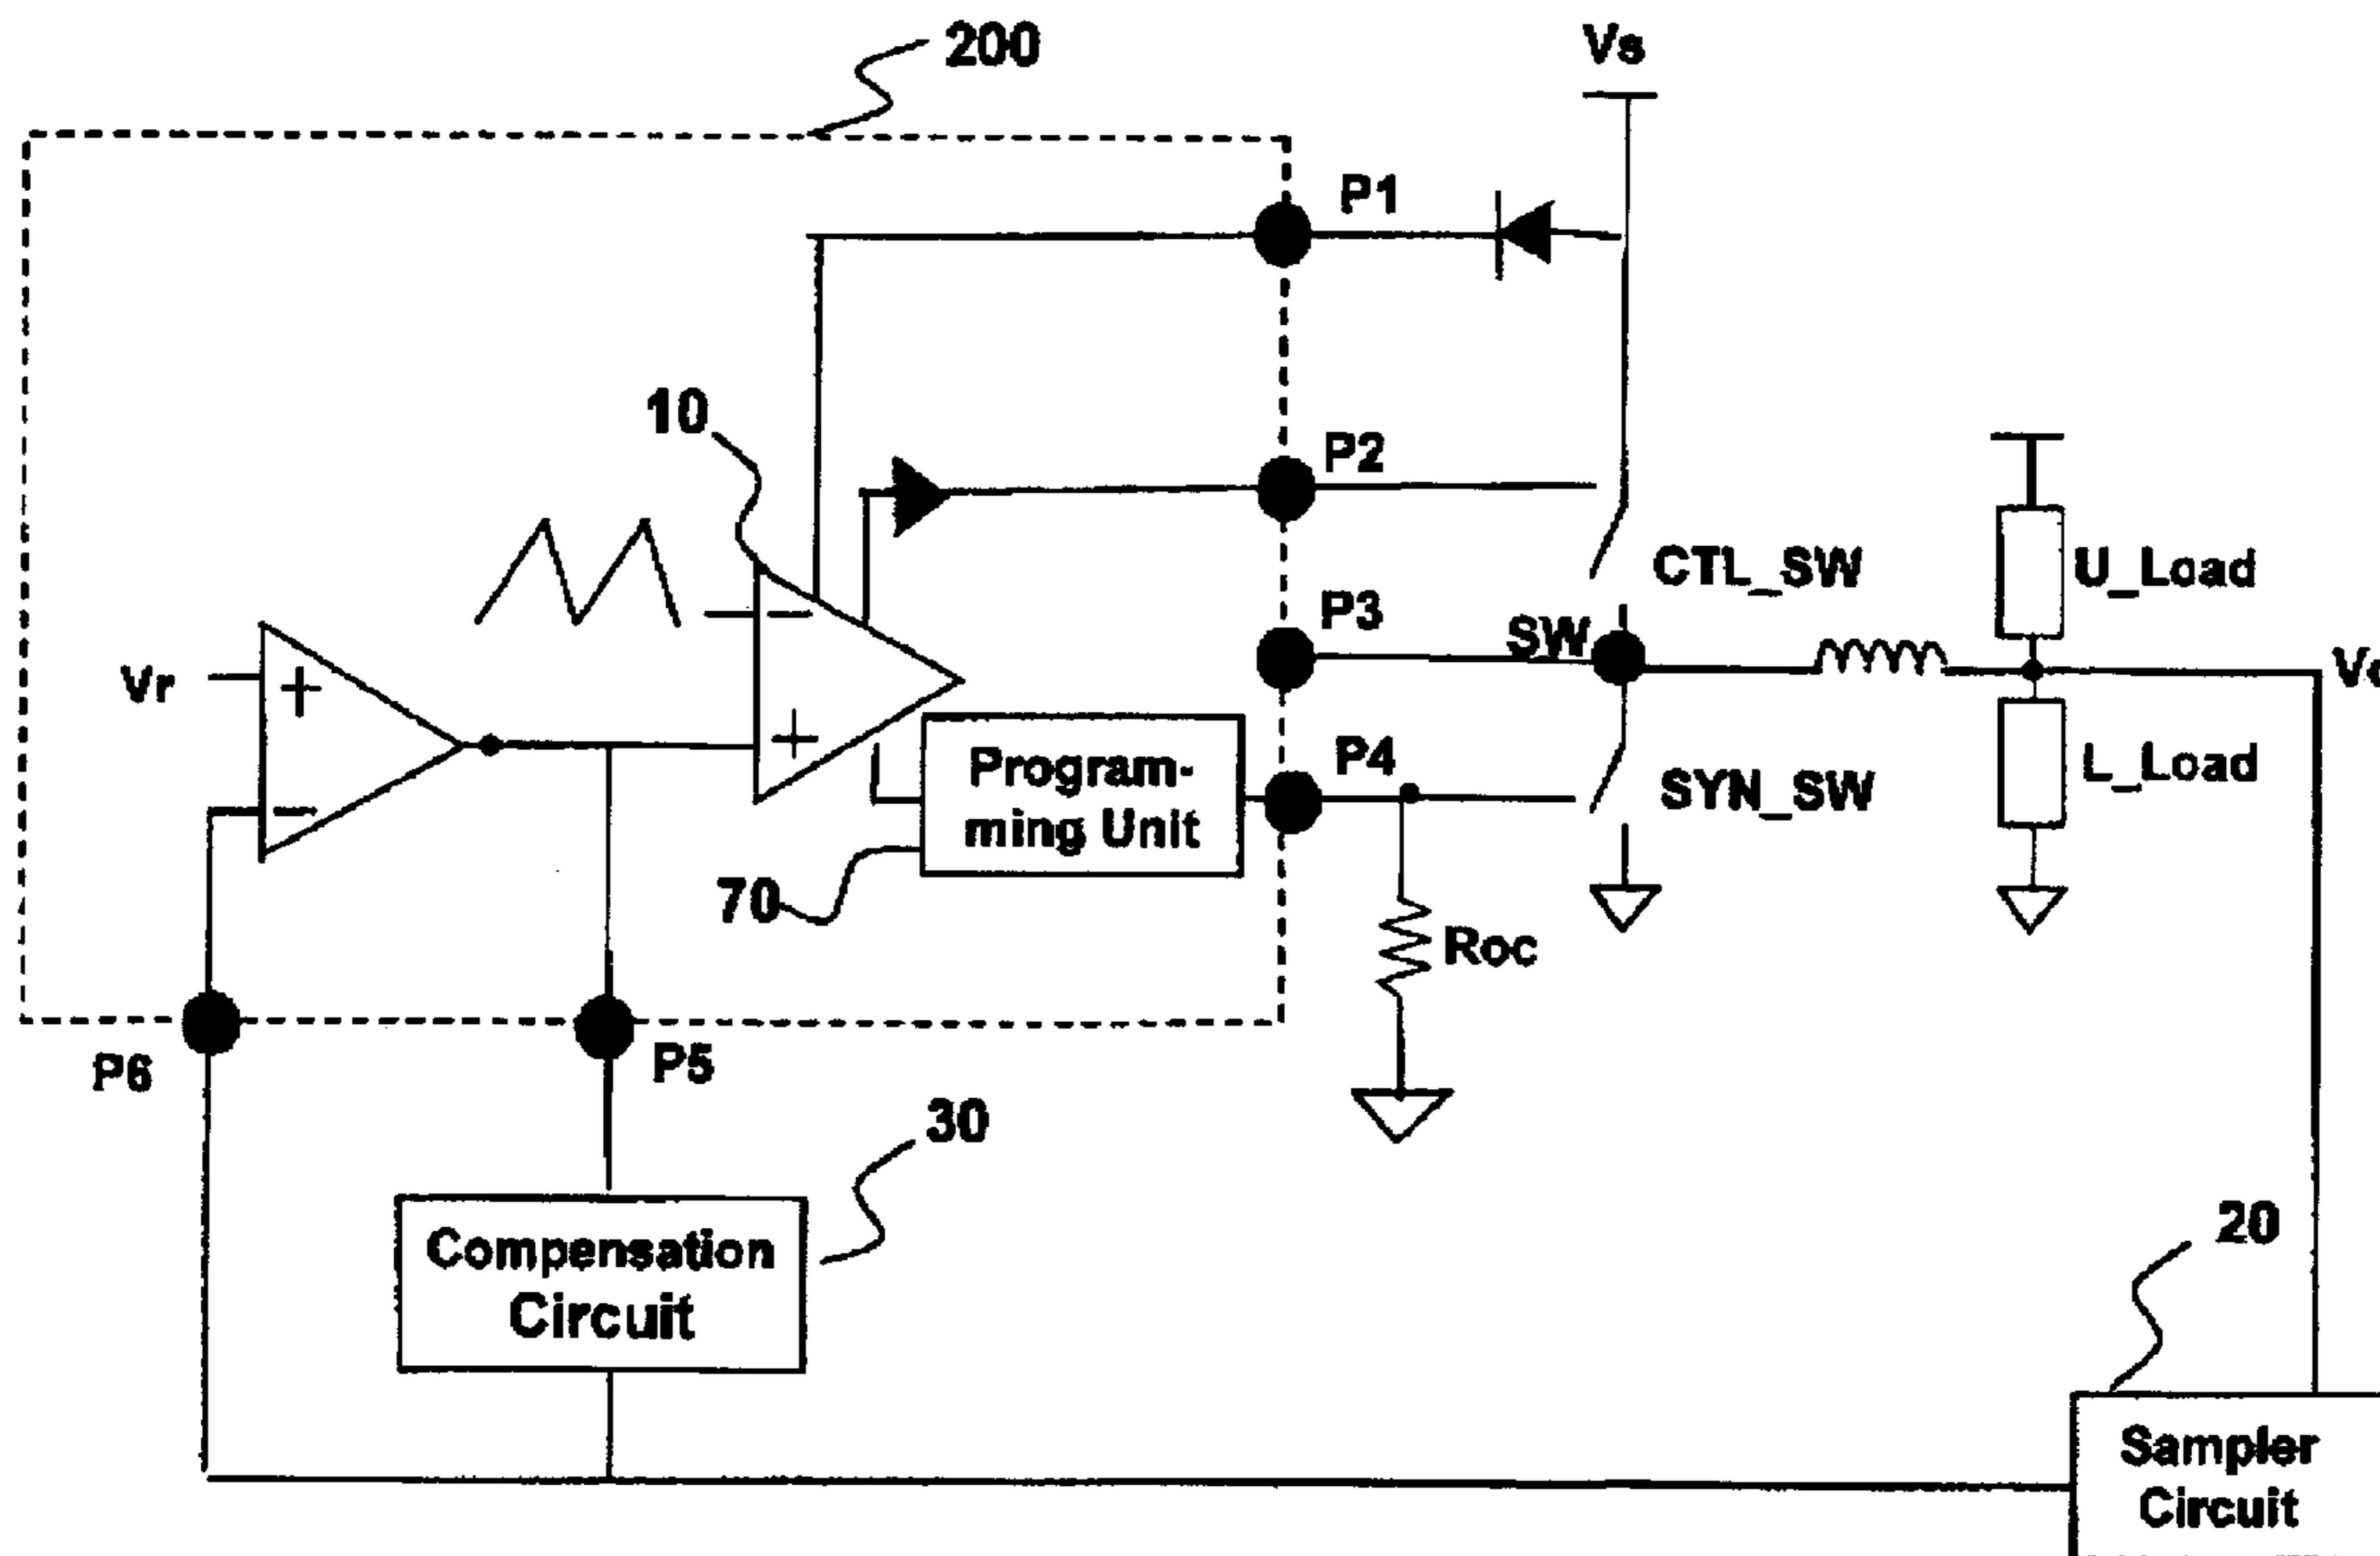 200
Vs
P1
10
P2
CTL_SW
U_Load
P3
SW
Vr
+
−
−
+
Program-
ming Unit
P4
SYN_SW
L_Load
70
Roc
P6
P5
30
Compensation
Circuit
20
Sampler
Circuit